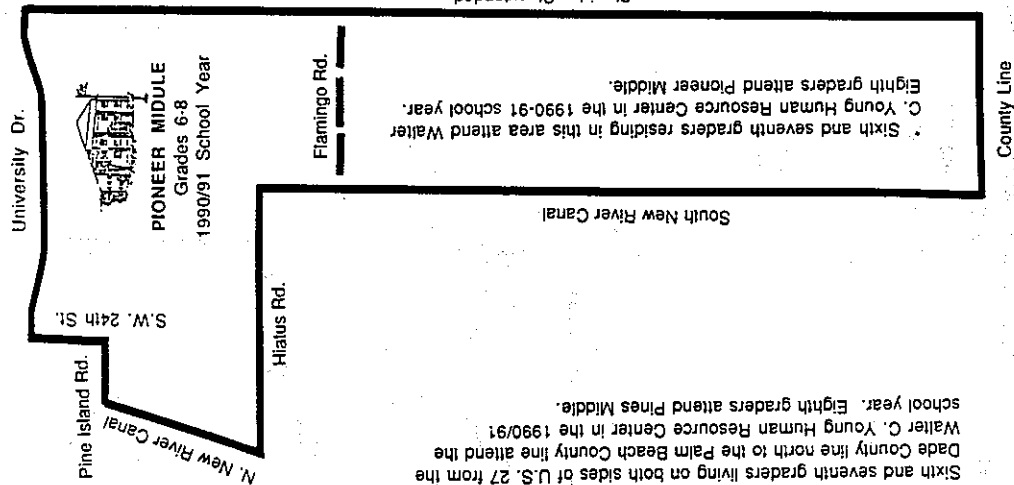 University Dr.
PIONEER MIDDLE
Grades 6-8
1990/91 School Year
Flamingo Rd.
* Sixth and seventh graders residing in this area attend Walter
C. Young Human Resource Center in the 1990-91 school year.
Eighth graders attend Pioneer Middle.
County Line
South New River Canal
S.W. 24th St.
Pine Island Rd.
Hiatus Rd.
N. New River Canal
Sixth and seventh graders living on both sides of U.S. 27 from the
Dade County line north to the Palm Beach County line attend the
Walter C. Young Human Resource Center in the 1990/91
school year. Eighth graders attend Pines Middle.